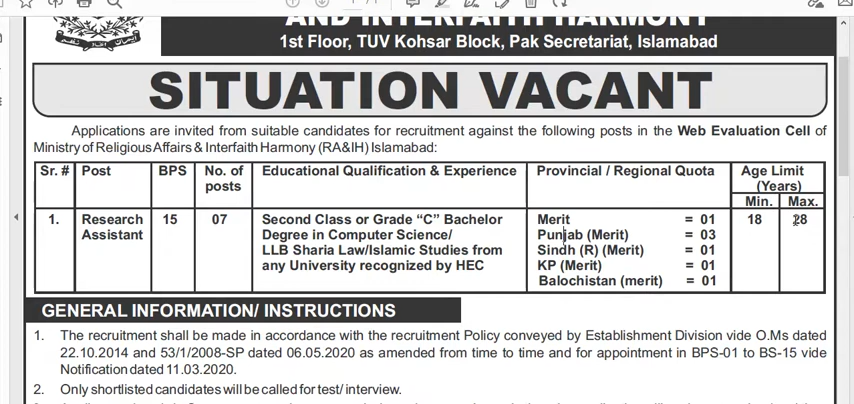 AND INTERFAITH HARMONY
1st Floor, TUV Kohsar Block, Pak Secretariat, Islamabad
SITUATION VACANT
Applications are invited from suitable candidates for recruitment against the following posts in the Web Evaluation Cell of
Ministry of Religious Affairs & Interfaith Harmony (RA&IH) Islamabad:
Sr. # Post BPS No. of posts Educational Qualification & Experience Provincial / Regional Quota Age Limit (Years)
Min. Max.
1. Research Assistant 15 07 Second Class or Grade “C” Bachelor
Degree in Computer Science/
LLB Sharia Law/Islamic Studies from
any University recognized by HEC
Merit = 01
Punjab (Merit) = 03
Sindh (R) (Merit) = 01
KP (Merit) = 01
Balochistan (merit) = 01
18 28
GENERAL INFORMATION/ INSTRUCTIONS
1. The recruitment shall be made in accordance with the recruitment Policy conveyed by Establishment Division vide O.Ms dated
22.10.2014 and 53/1/2008-SP dated 06.05.2020 as amended from time to time and for appointment in BPS-01 to BS-15 vide
Notification dated 11.03.2020.
2. Only shortlisted candidates will be called for test/ interview.